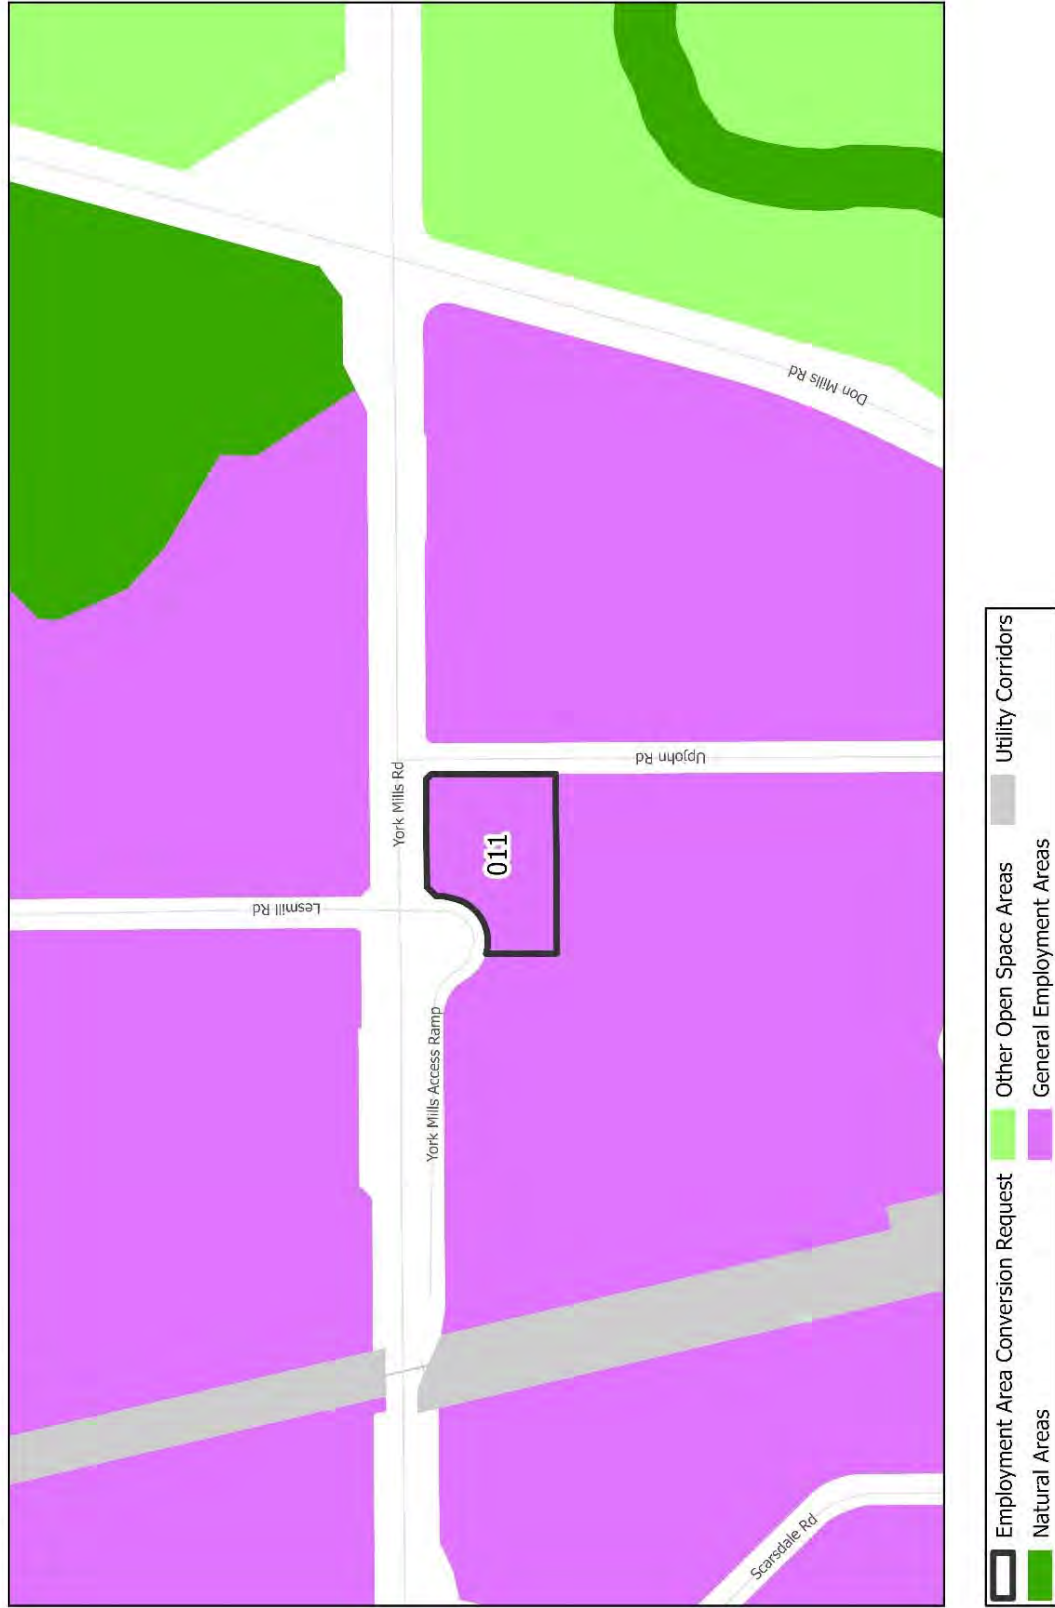 Don Mills Rd
York Mills Rd
Upjohn Rd
011
Lesmill Rd
York Mills Access Ramp
Scarsdale Rd
Employment Area Conversion Request
Other Open Space Areas
Utility Corridors
Natural Areas
General Employment Areas